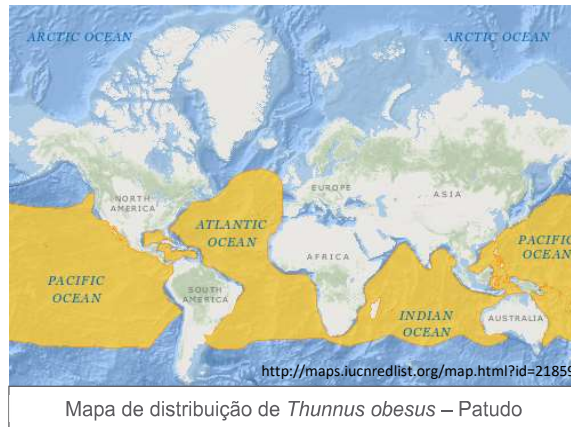 ARCTIC OCEAN
ARCTIC OCEAN
NORTH
AMERICA
EUROPE
ASIA
ATLANTIC
OCEAN
AFRICA
PACIFIC
OCEAN
PACIFIC
OCEAN
SOUTH
AMERICA
INDIAN
OCEAN
AUSTRALIA
http://maps.iucnredlist.org/map.html?id=21859
Mapa de distribuição de Thunnus obesus – Patudo